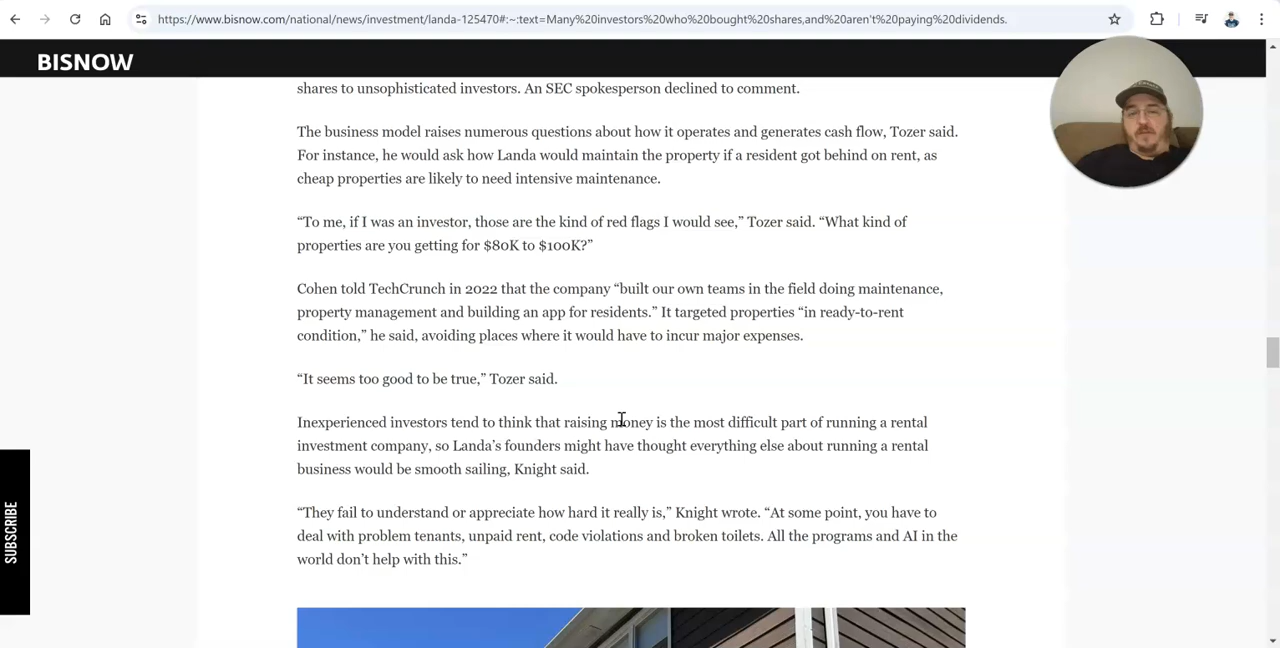 https://www.bisnow.com/national/news/investment/landa-125470#:~:text=Many%20investors%20who%20bought%20shares,and%20aren't%20paying%20dividends.
BISNOW
shares to unsophisticated investors. An SEC spokesperson declined to comment.
The business model raises numerous questions about how it operates and generates cash flow, Tozer said.
For instance, he would ask how Landa would maintain the property if a resident got behind on rent, as
cheap properties are likely to need intensive maintenance.
“To me, if I was an investor, those are the kind of red flags I would see,” Tozer said. “What kind of
properties are you getting for $80K to $100K?”
Cohen told TechCrunch in 2022 that the company “built our own teams in the field doing maintenance,
property management and building an app for residents.” It targeted properties “in ready-to-rent
condition,” he said, avoiding places where it would have to incur major expenses.
“It seems too good to be true,” Tozer said.
Inexperienced investors tend to think that raising money is the most difficult part of running a rental
investment company, so Landa’s founders might have thought everything else about running a rental
business would be smooth sailing, Knight said.
“They fail to understand or appreciate how hard it really is,” Knight wrote. “At some point, you have to
deal with problem tenants, unpaid rent, code violations and broken toilets. All the programs and AI in the
world don’t help with this.”
SUBSCRIBE